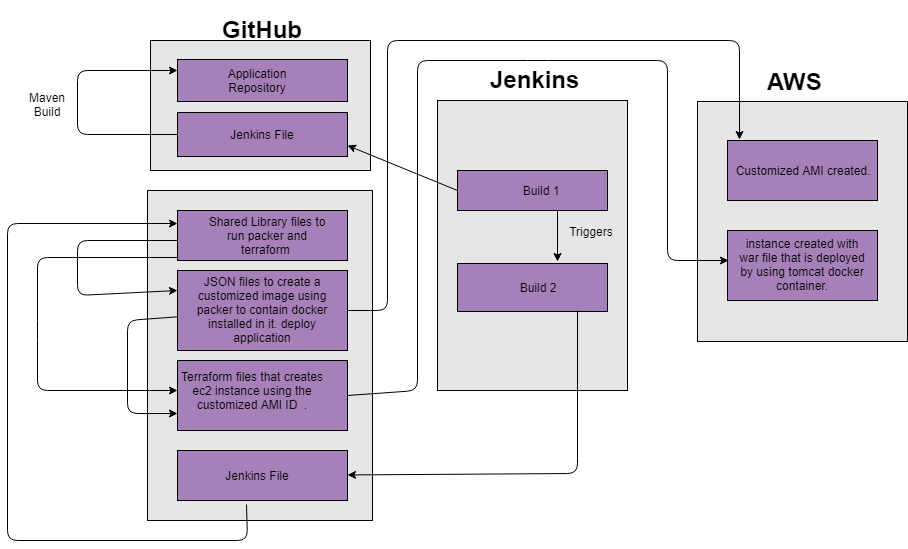 GitHub
Application
Repository
Maven
Build
Jenkins File
Shared Library files to
run packer and
terraform
JSON files to create a
customized image using
packer to contain docker
installed in it. deploy
application
Terraform files that creates
ec2 instance using the
customized AMI ID .
Jenkins File
Jenkins
Build 1
Triggers
Build 2
AWS
Customized AMI created.
instance created with
war file that is deployed
by using tomcat docker
container.